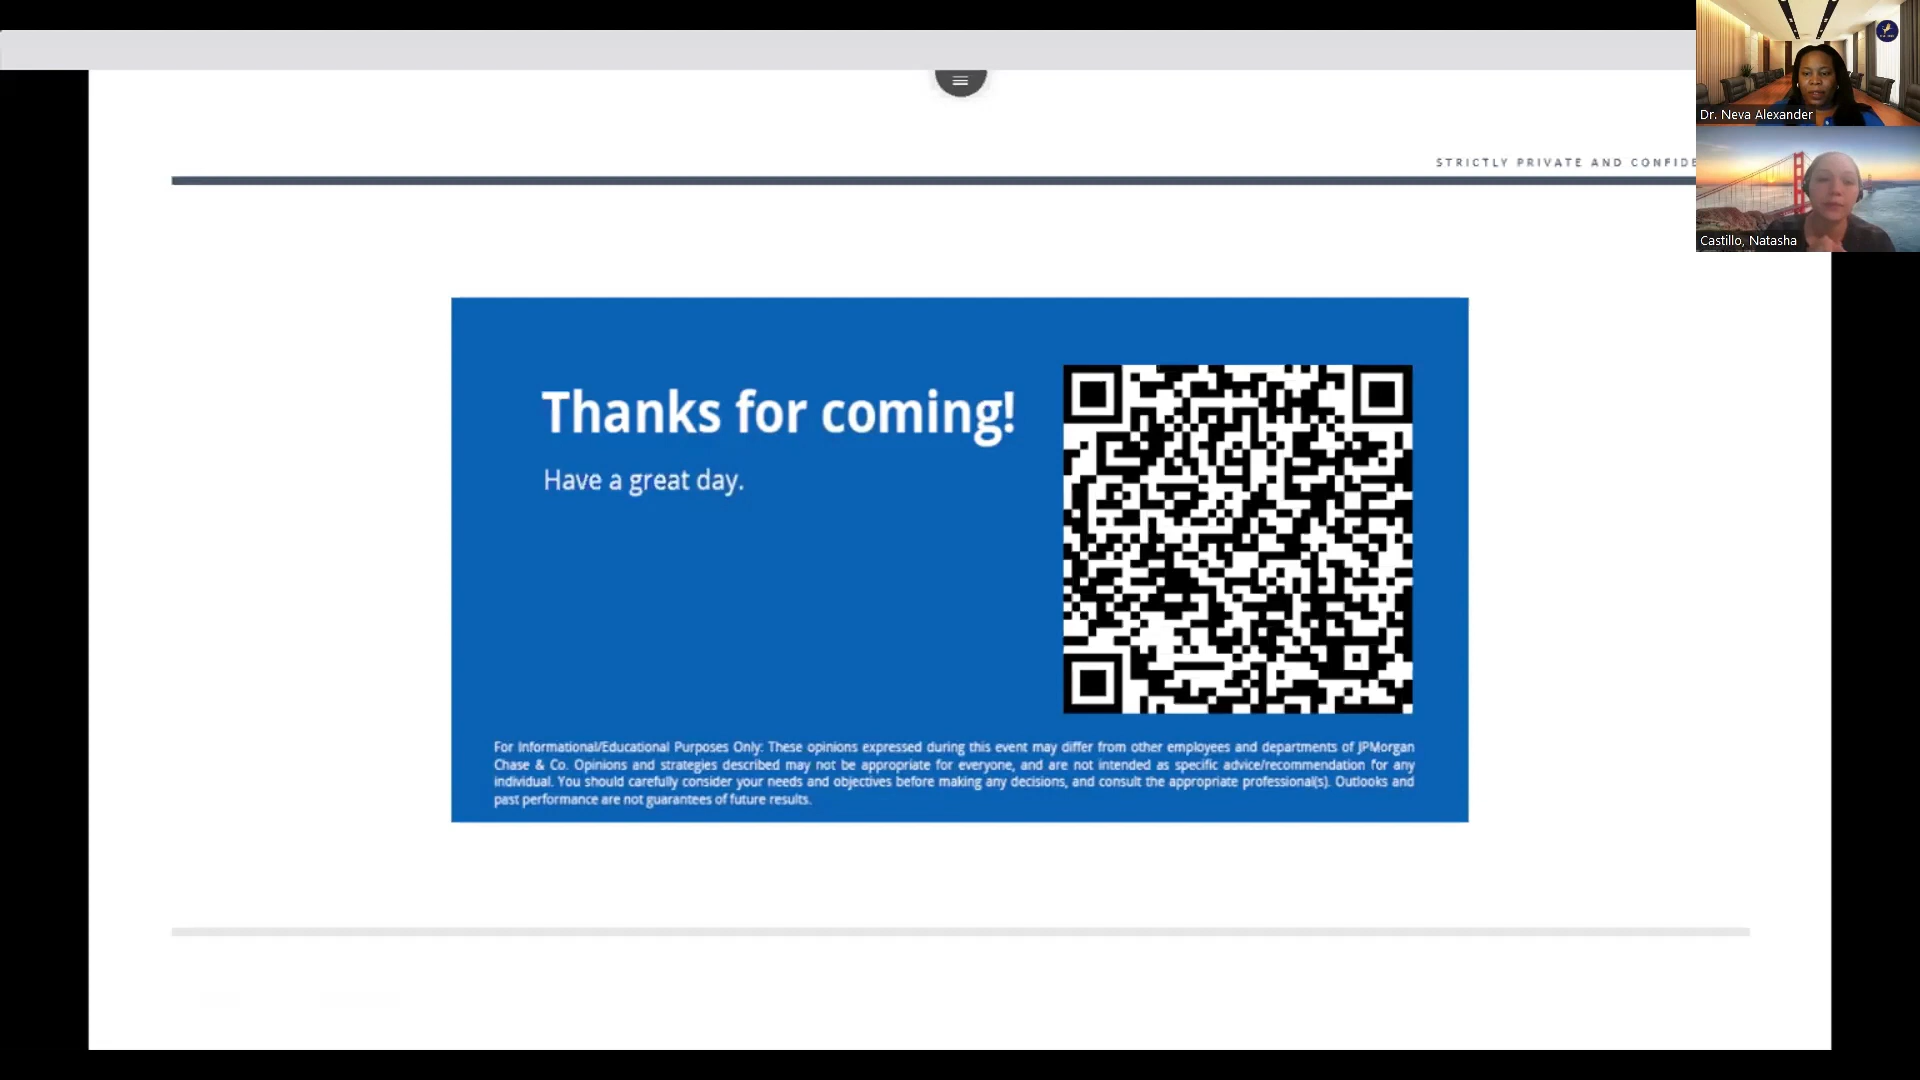 Dr. Neva Alexander
STRICTLY PRIVATE AND
Castillo, Natasha
Thanks for coming!
Have a great day.
For Informational/Educational Purposes Only: These opinions expressed during this event may differ from other employees and departments of JPMorgan
Chase & Co. Opinions and strategies described may not be appropriate for everyone, and are not intended as specific advice/recommendation for any
individual. You should carefully consider your needs and objectives before making any decisions, and consult the appropriate professional(s). Outlooks and
past performance are not guarantees of future results.